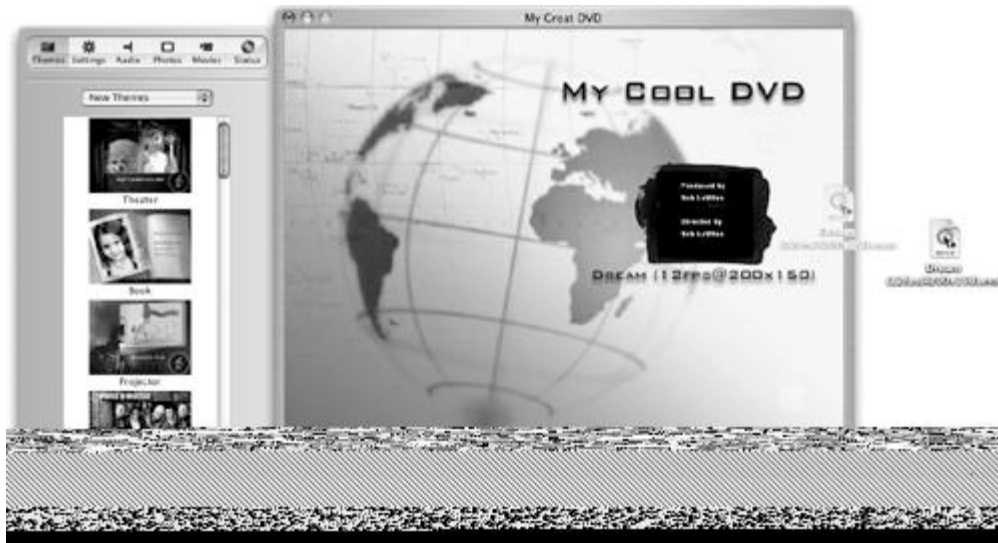 My Great DVD
Themes Settings Audio Photos Movies Status
New Themes
Theater
Book
Projector
MY COOL DVD
Produced by
Directed by
DREAM (12FPS@200X150)
Dream